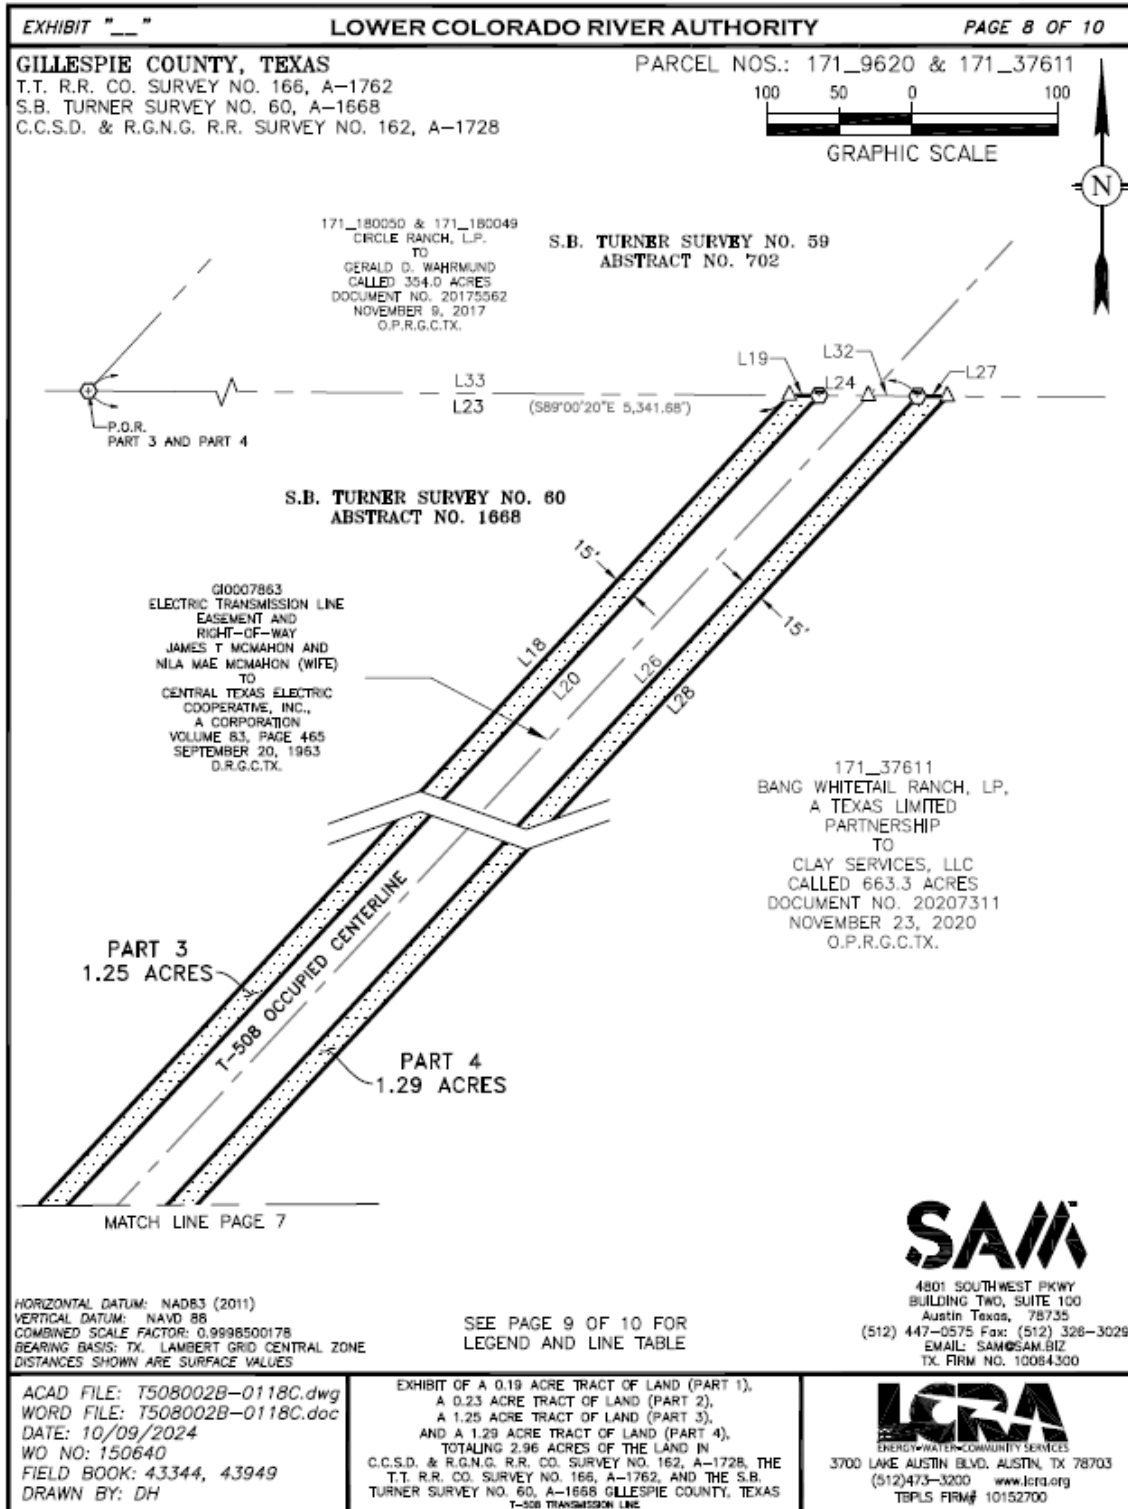 EXHIBIT "__"
LOWER COLORADO RIVER AUTHORITY
PAGE 8 OF 10
GILLESPIE COUNTY, TEXAS
T.T. R.R. CO. SURVEY NO. 166, A-1762
S.B. TURNER SURVEY NO. 60, A-1668
C.C.S.D. & R.G.N.G. R.R. SURVEY NO. 162, A-1728
PARCEL NOS.: 171_9620 & 171_37611
100 50 0 100
GRAPHIC SCALE
N
171_180050 & 171_180049
CIRCLE RANCH, L.P.
TO
GERALD D. WAHRMUND
CALLED 354.0 ACRES
DOCUMENT NO. 20175562
NOVEMBER 9, 2017
O.P.R.G.C.TX.
S.B. TURNER SURVEY NO. 59
ABSTRACT NO. 702
L19
L32
L24
L27
L33
L23
(S89°00'20"E 5,341.68')
P.O.R.
PART 3 AND PART 4
S.B. TURNER SURVEY NO. 60
ABSTRACT NO. 1668
15'
15'
GI0007863
ELECTRIC TRANSMISSION LINE
EASEMENT AND
RIGHT-OF-WAY
JAMES T MCMAHON AND
NILA MAE MCMAHON (WIFE)
TO
CENTRAL TEXAS ELECTRIC
COOPERATIVE, INC.,
A CORPORATION
VOLUME 83, PAGE 465
SEPTEMBER 20, 1963
D.R.G.C.TX.
L18
L20
L26
L28
171_37611
BANG WHITETAIL RANCH, LP,
A TEXAS LIMITED
PARTNERSHIP
TO
CLAY SERVICES, LLC
CALLED 663.3 ACRES
DOCUMENT NO. 20207311
NOVEMBER 23, 2020
O.P.R.G.C.TX.
PART 3
1.25 ACRES
T-508 OCCUPIED CENTERLINE
PART 4
1.29 ACRES
MATCH LINE PAGE 7
SAM
4801 SOUTHWEST PKWY
BUILDING TWO, SUITE 100
Austin Texas, 78735
(512) 447-0575 Fax: (512) 326-3029
EMAIL: SAM@SAM.BIZ
TX. FIRM NO. 10064300
HORIZONTAL DATUM: NAD83 (2011)
VERTICAL DATUM: NAVD 88
COMBINED SCALE FACTOR: 0.9998500178
BEARING BASIS: TX. LAMBERT GRID CENTRAL ZONE
DISTANCES SHOWN ARE SURFACE VALUES
SEE PAGE 9 OF 10 FOR
LEGEND AND LINE TABLE
ACAD FILE: T508002B-0118C.dwg
WORD FILE: T508002B-0118C.doc
DATE: 10/09/2024
WO NO: 150640
FIELD BOOK: 43344, 43949
DRAWN BY: DH
EXHIBIT OF A 0.19 ACRE TRACT OF LAND (PART 1),
A 0.23 ACRE TRACT OF LAND (PART 2),
A 1.25 ACRE TRACT OF LAND (PART 3),
AND A 1.29 ACRE TRACT OF LAND (PART 4),
TOTALING 2.96 ACRES OF THE LAND IN
C.C.S.D. & R.G.N.G. R.R. CO. SURVEY NO. 162, A-1728, THE
T.T. R.R. CO. SURVEY NO. 166, A-1762, AND THE S.B.
TURNER SURVEY NO. 60, A-1668 GILLESPIE COUNTY, TEXAS
T-508 TRANSMISSION LINE
LCRA
ENERGY•WATER•COMMUNITY SERVICES
3700 LAKE AUSTIN BLVD. AUSTIN, TX 78703
(512)473-3200 www.lcra.org
TBPLS FIRM# 10152700